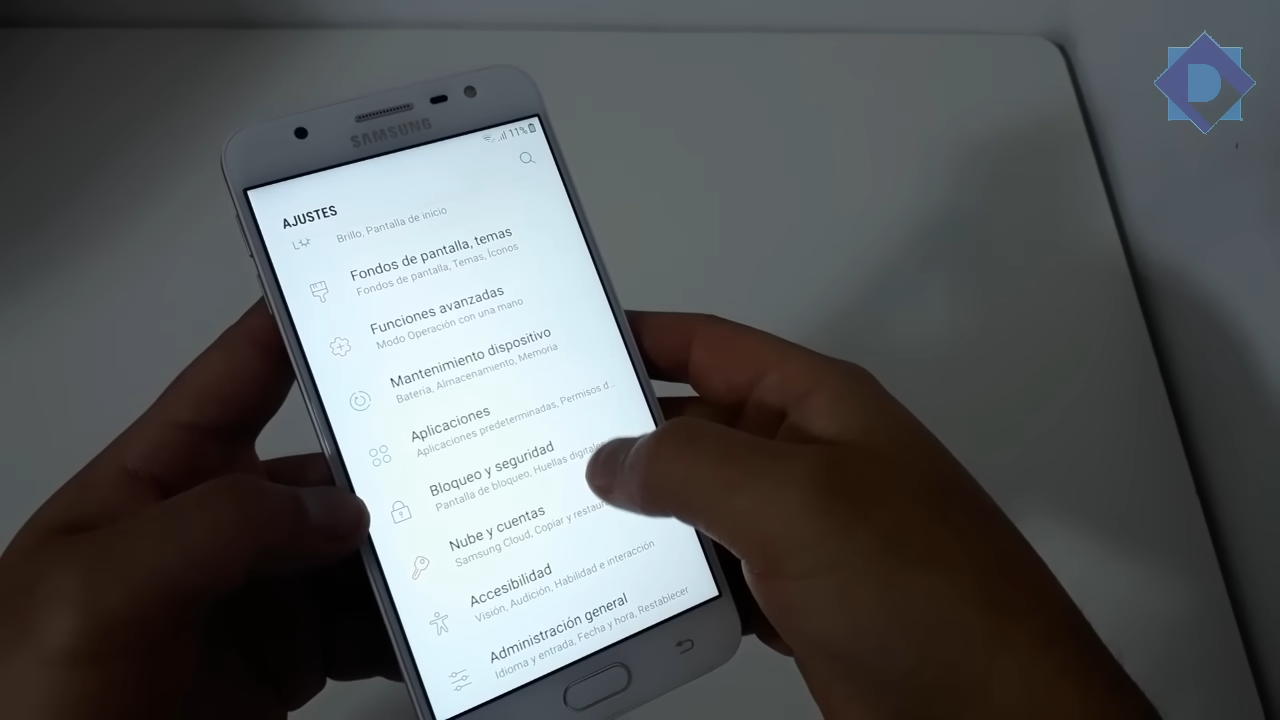 SAMSUNG
11%
AJUSTES
Brillo, Pantalla de inicio
Fondos de pantalla, temas
Fondos de pantalla, Temas, Íconos
Funciones avanzadas
Modo Operación con una mano
Mantenimiento dispositivo
Batería, Almacenamiento, Memoria
Aplicaciones
Aplicaciones predeterminadas, Permisos d...
Bloqueo y seguridad
Pantalla de bloqueo, Huellas digitales
Nube y cuentas
Samsung Cloud, Copiar y restau
Accesibilidad
Visión, Audición, Habilidad e interacción
Administración general
Idioma y entrada, Fecha y hora, Restablecer
D